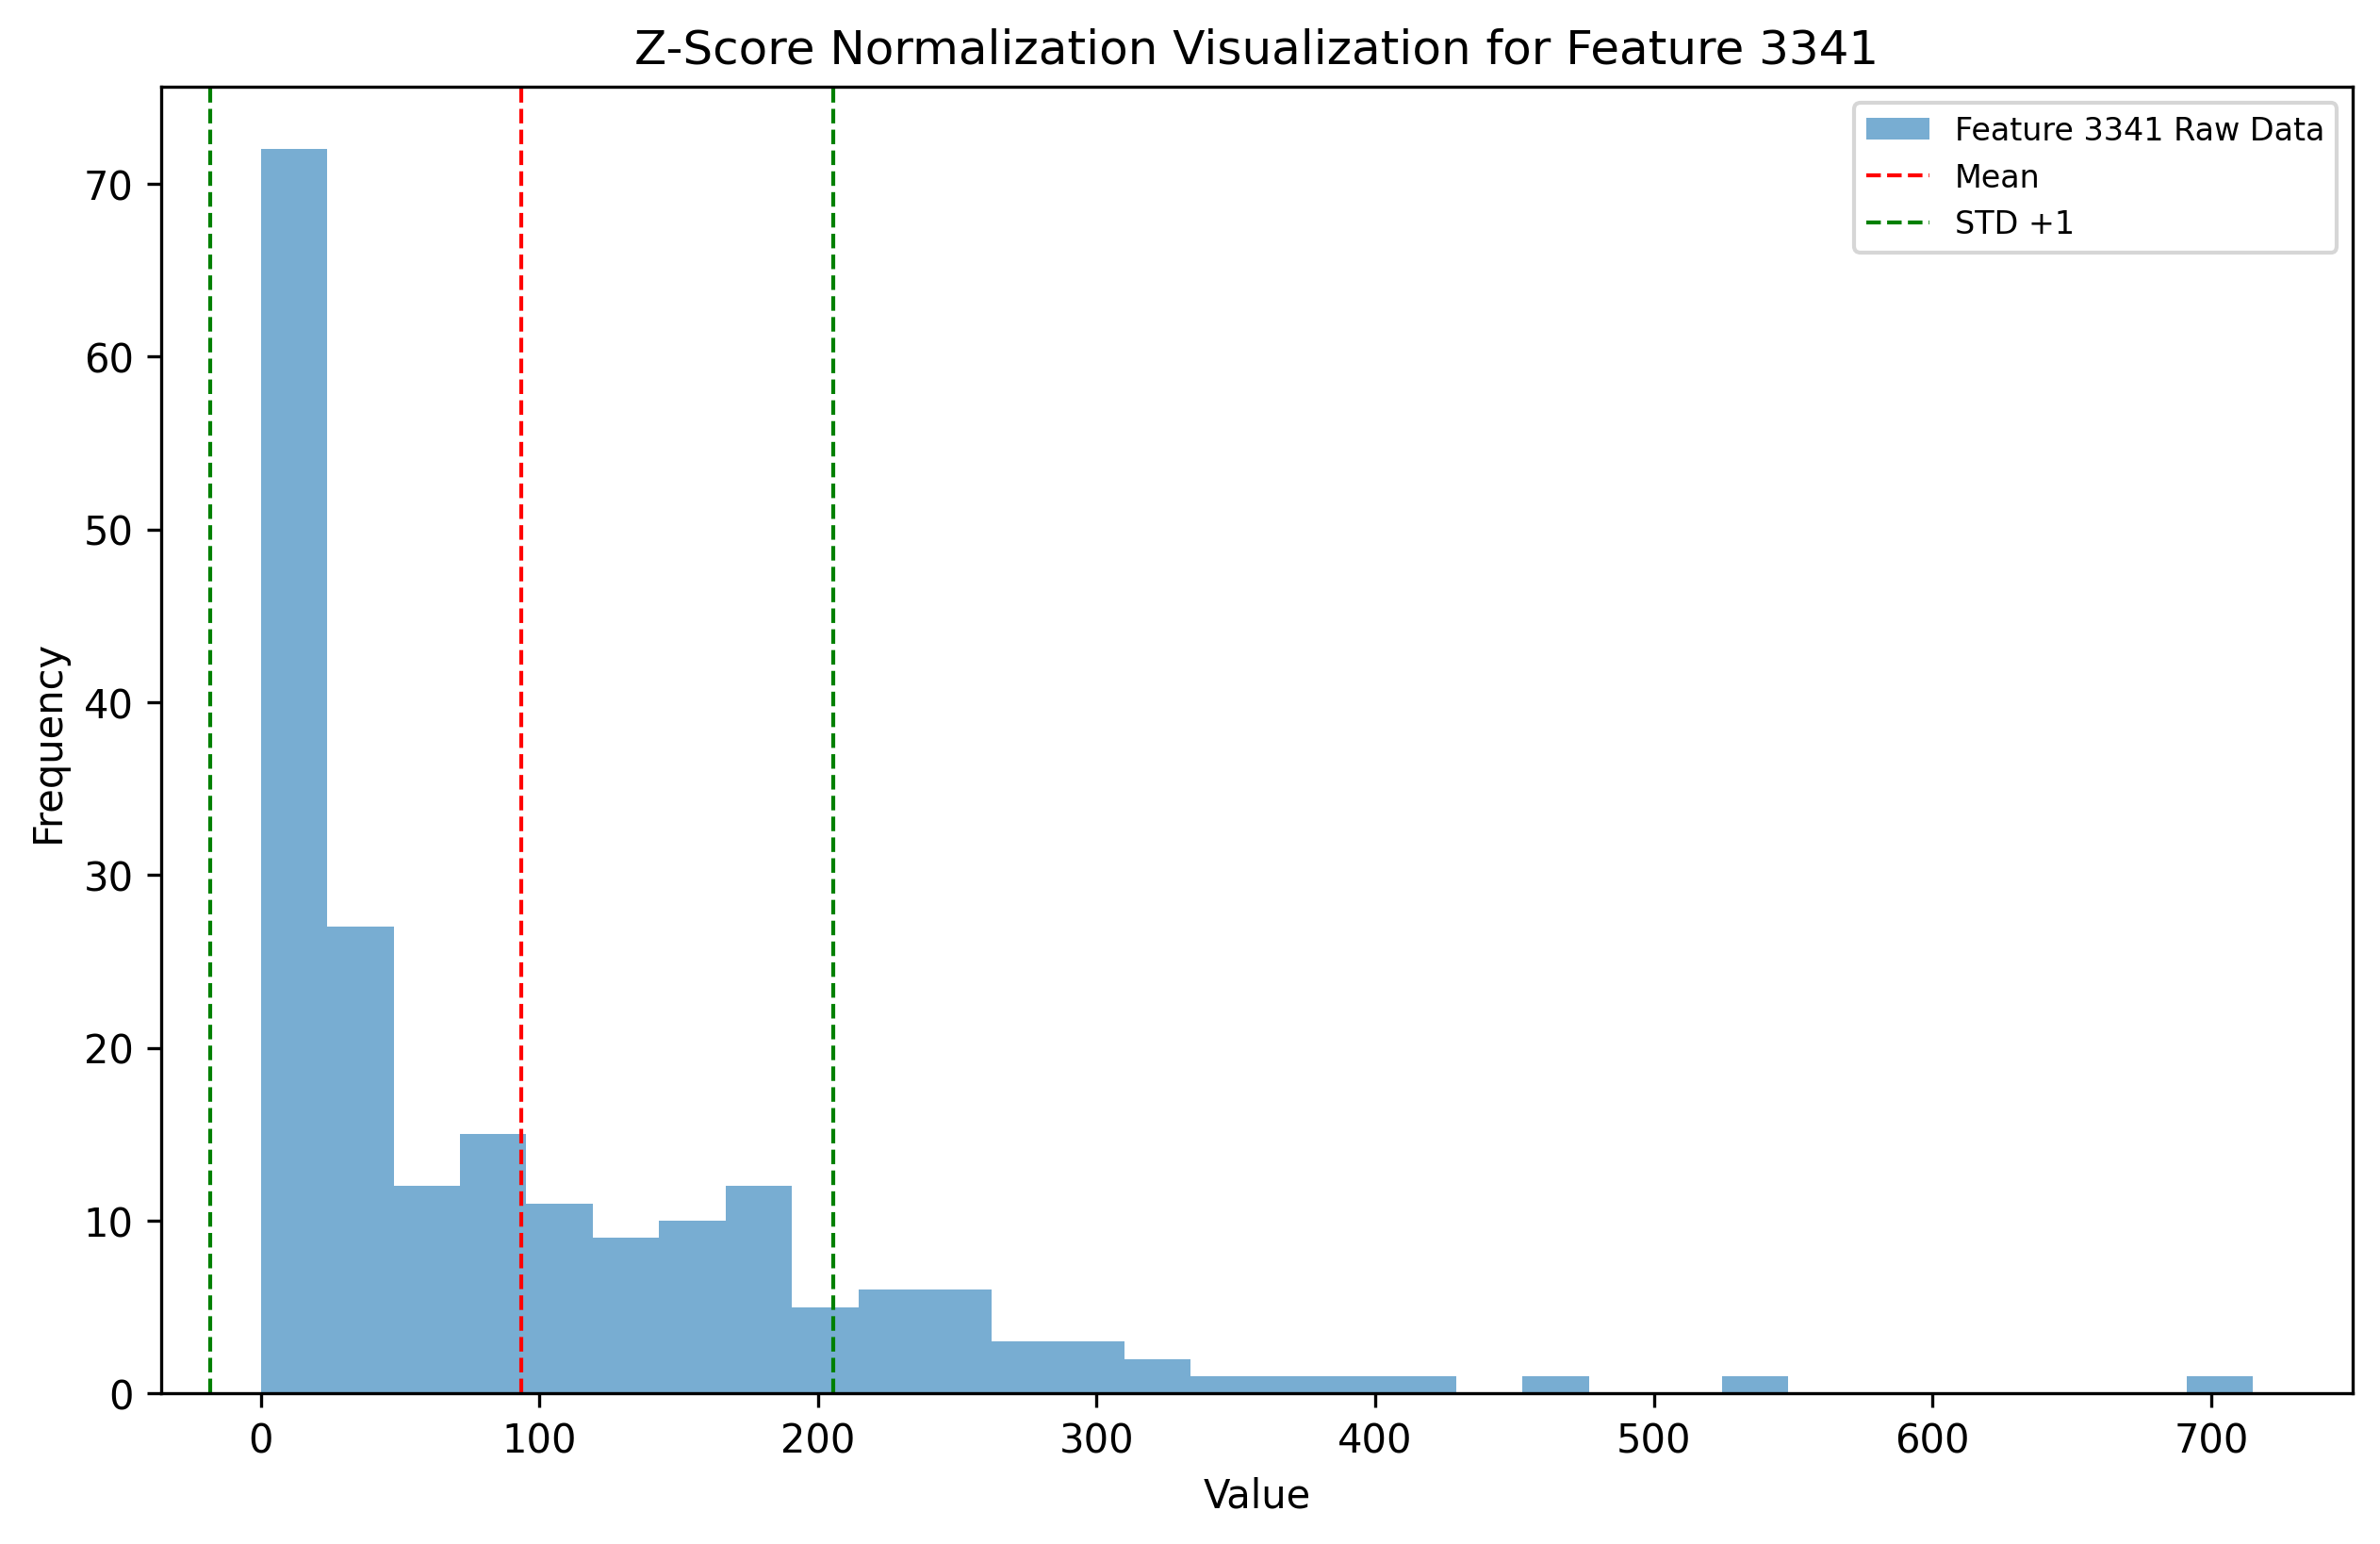 Z-Score Normalization Visualization for Feature 3341
Feature 3341 Raw Data
Mean
STD +1
Frequency
70
60
50
40
30
20
10
0
0 100 200 300 400 500 600 700
Value